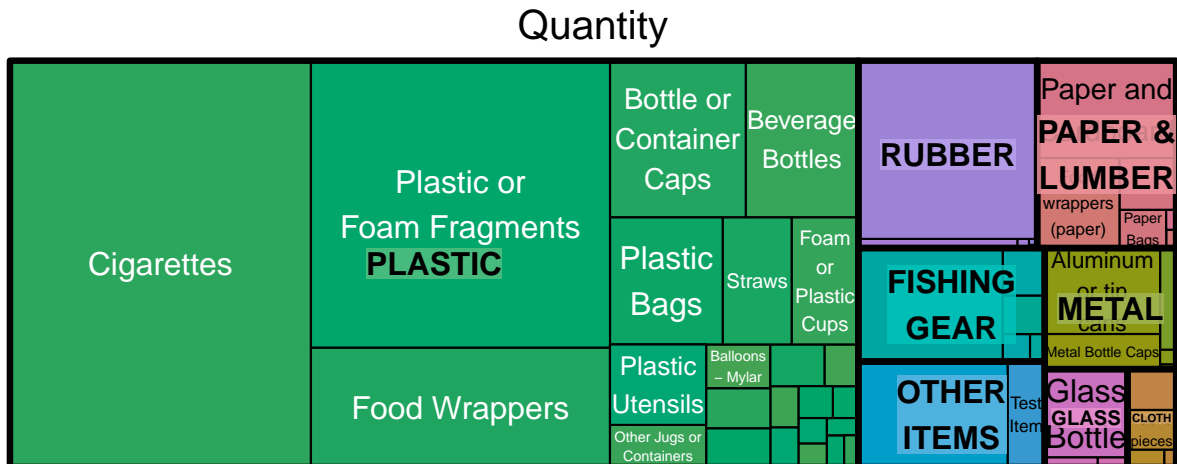 Quantity
Cigarettes
Plastic or
Foam Fragments
PLASTIC
Food Wrappers
Bottle or
Container
Caps
Beverage
Bottles
Plastic
Bags
Straws
Foam
or
Plastic
Cups
Plastic
Utensils
Balloons
– Mylar
Other Jugs or
Containers
RUBBER
Paper and
PAPER &
LUMBER
wrappers
(paper)
Paper
Bags
FISHING
GEAR
Aluminum
or tin
METAL
cans
Metal Bottle Caps
OTHER
ITEMS
Test
Item
Glass
GLASS
Bottle
CLOTH
pieces